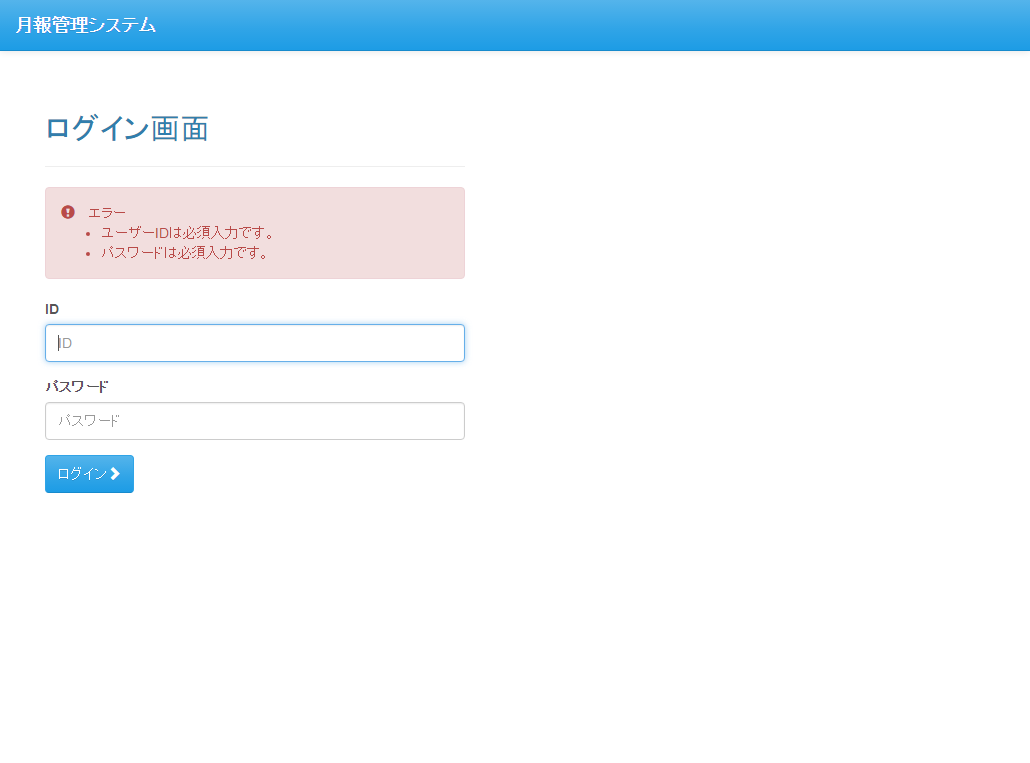 月報管理システム
ログイン画面
エラー
ユーザーIDは必須入力です。
パスワードは必須入力です。
ID
ID
パスワード
パスワード
ログイン